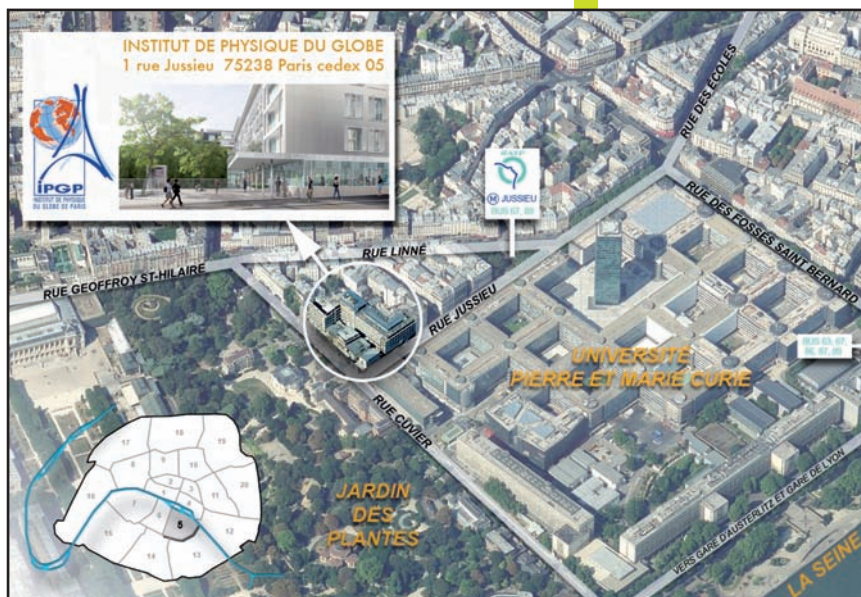 INSTITUT DE PHYSIQUE DU GLOBE
1 rue Jussieu 75238 Paris cedex 05
iPGP
INSTITUT DE PHYSIQUE
DU GLOBE DE PARIS
RATP
M JUSSIEU
BUS 67, 89
RUE DES ECOLES
RUE DES FOSSES SAINT BERNARD
RUE LINNÉ
RUE GEOFFROY ST-HILAIRE
RUE JUSSIEU
UNIVERSITÉ
PIERRE ET MARIE CURIE
RUE CUVIER
JARDIN
DES
PLANTES
VERS GARE D'AUSTERLITZ ET GARE DE LYON
LA SEINE
17
18
19
8
9
10
2
3
1
11
20
16
7
4
6
5
15
12
14
13